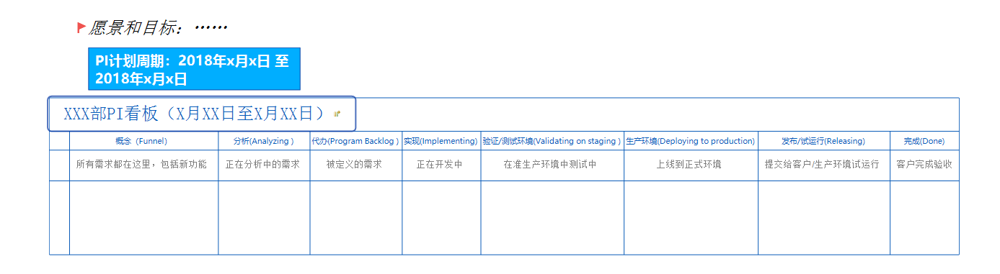 愿景和目标：……
PI计划周期：2018年x月x日 至
2018年x月x日
XXX部PI看板（X月XX日至X月XX日）
概念（Funnel）
分析(Analyzing )
代办(Program Backlog )
实现(Implementing)
验证/测试环境(Validating on staging )
生产环境(Deploying to production)
发布/试运行(Releasing)
完成(Done)
所有需求都在这里，包括新功能
正在分析中的需求
被定义的需求
正在开发中
在准生产环境中测试中
上线到正式环境
提交给客户/生产环境试运行
客户完成验收